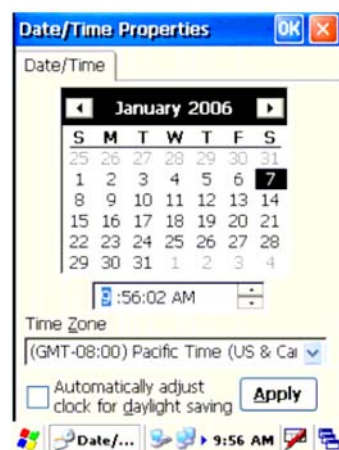 Date/Time Properties OK
Date/Time
January 2006
S M T W T F S
25 26 27 28 29 30 31
1 2 3 4 5 6 7
8 9 10 11 12 13 14
15 16 17 18 19 20 21
22 23 24 25 26 27 28
29 30 31 1 2 3 4
9 :56:02 AM
Time Zone
(GMT-08:00) Pacific Time (US & Ca
Automatically adjust
clock for daylight saving
Apply
Date/... 9:56 AM